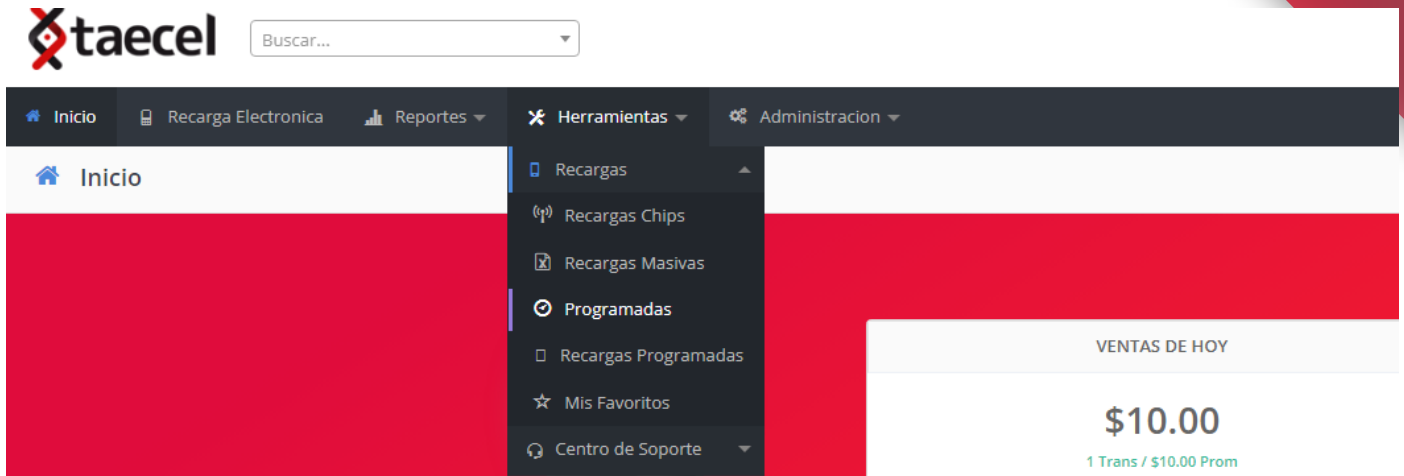 taecel
Buscar...
Inicio
Recarga Electronica
Reportes
Herramientas
Administracion
Inicio
Recargas
Recargas Chips
Recargas Masivas
Programadas
Recargas Programadas
Mis Favoritos
Centro de Soporte
VENTAS DE HOY
$10.00
1 Trans / $10.00 Prom